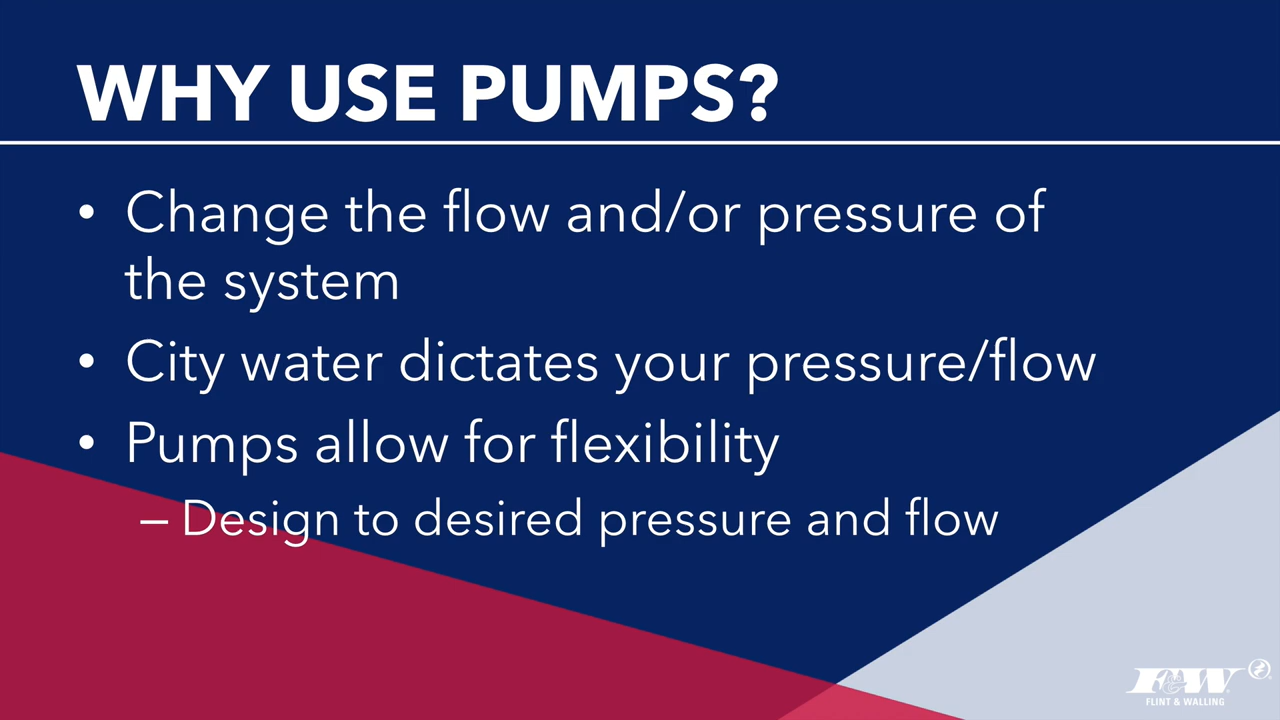 WHY USE PUMPS?
• Change the flow and/or pressure of
the system
• City water dictates your pressure/flow
• Pumps allow for flexibility
– Design to desired pressure and flow
F&W
FLINT & WALLING